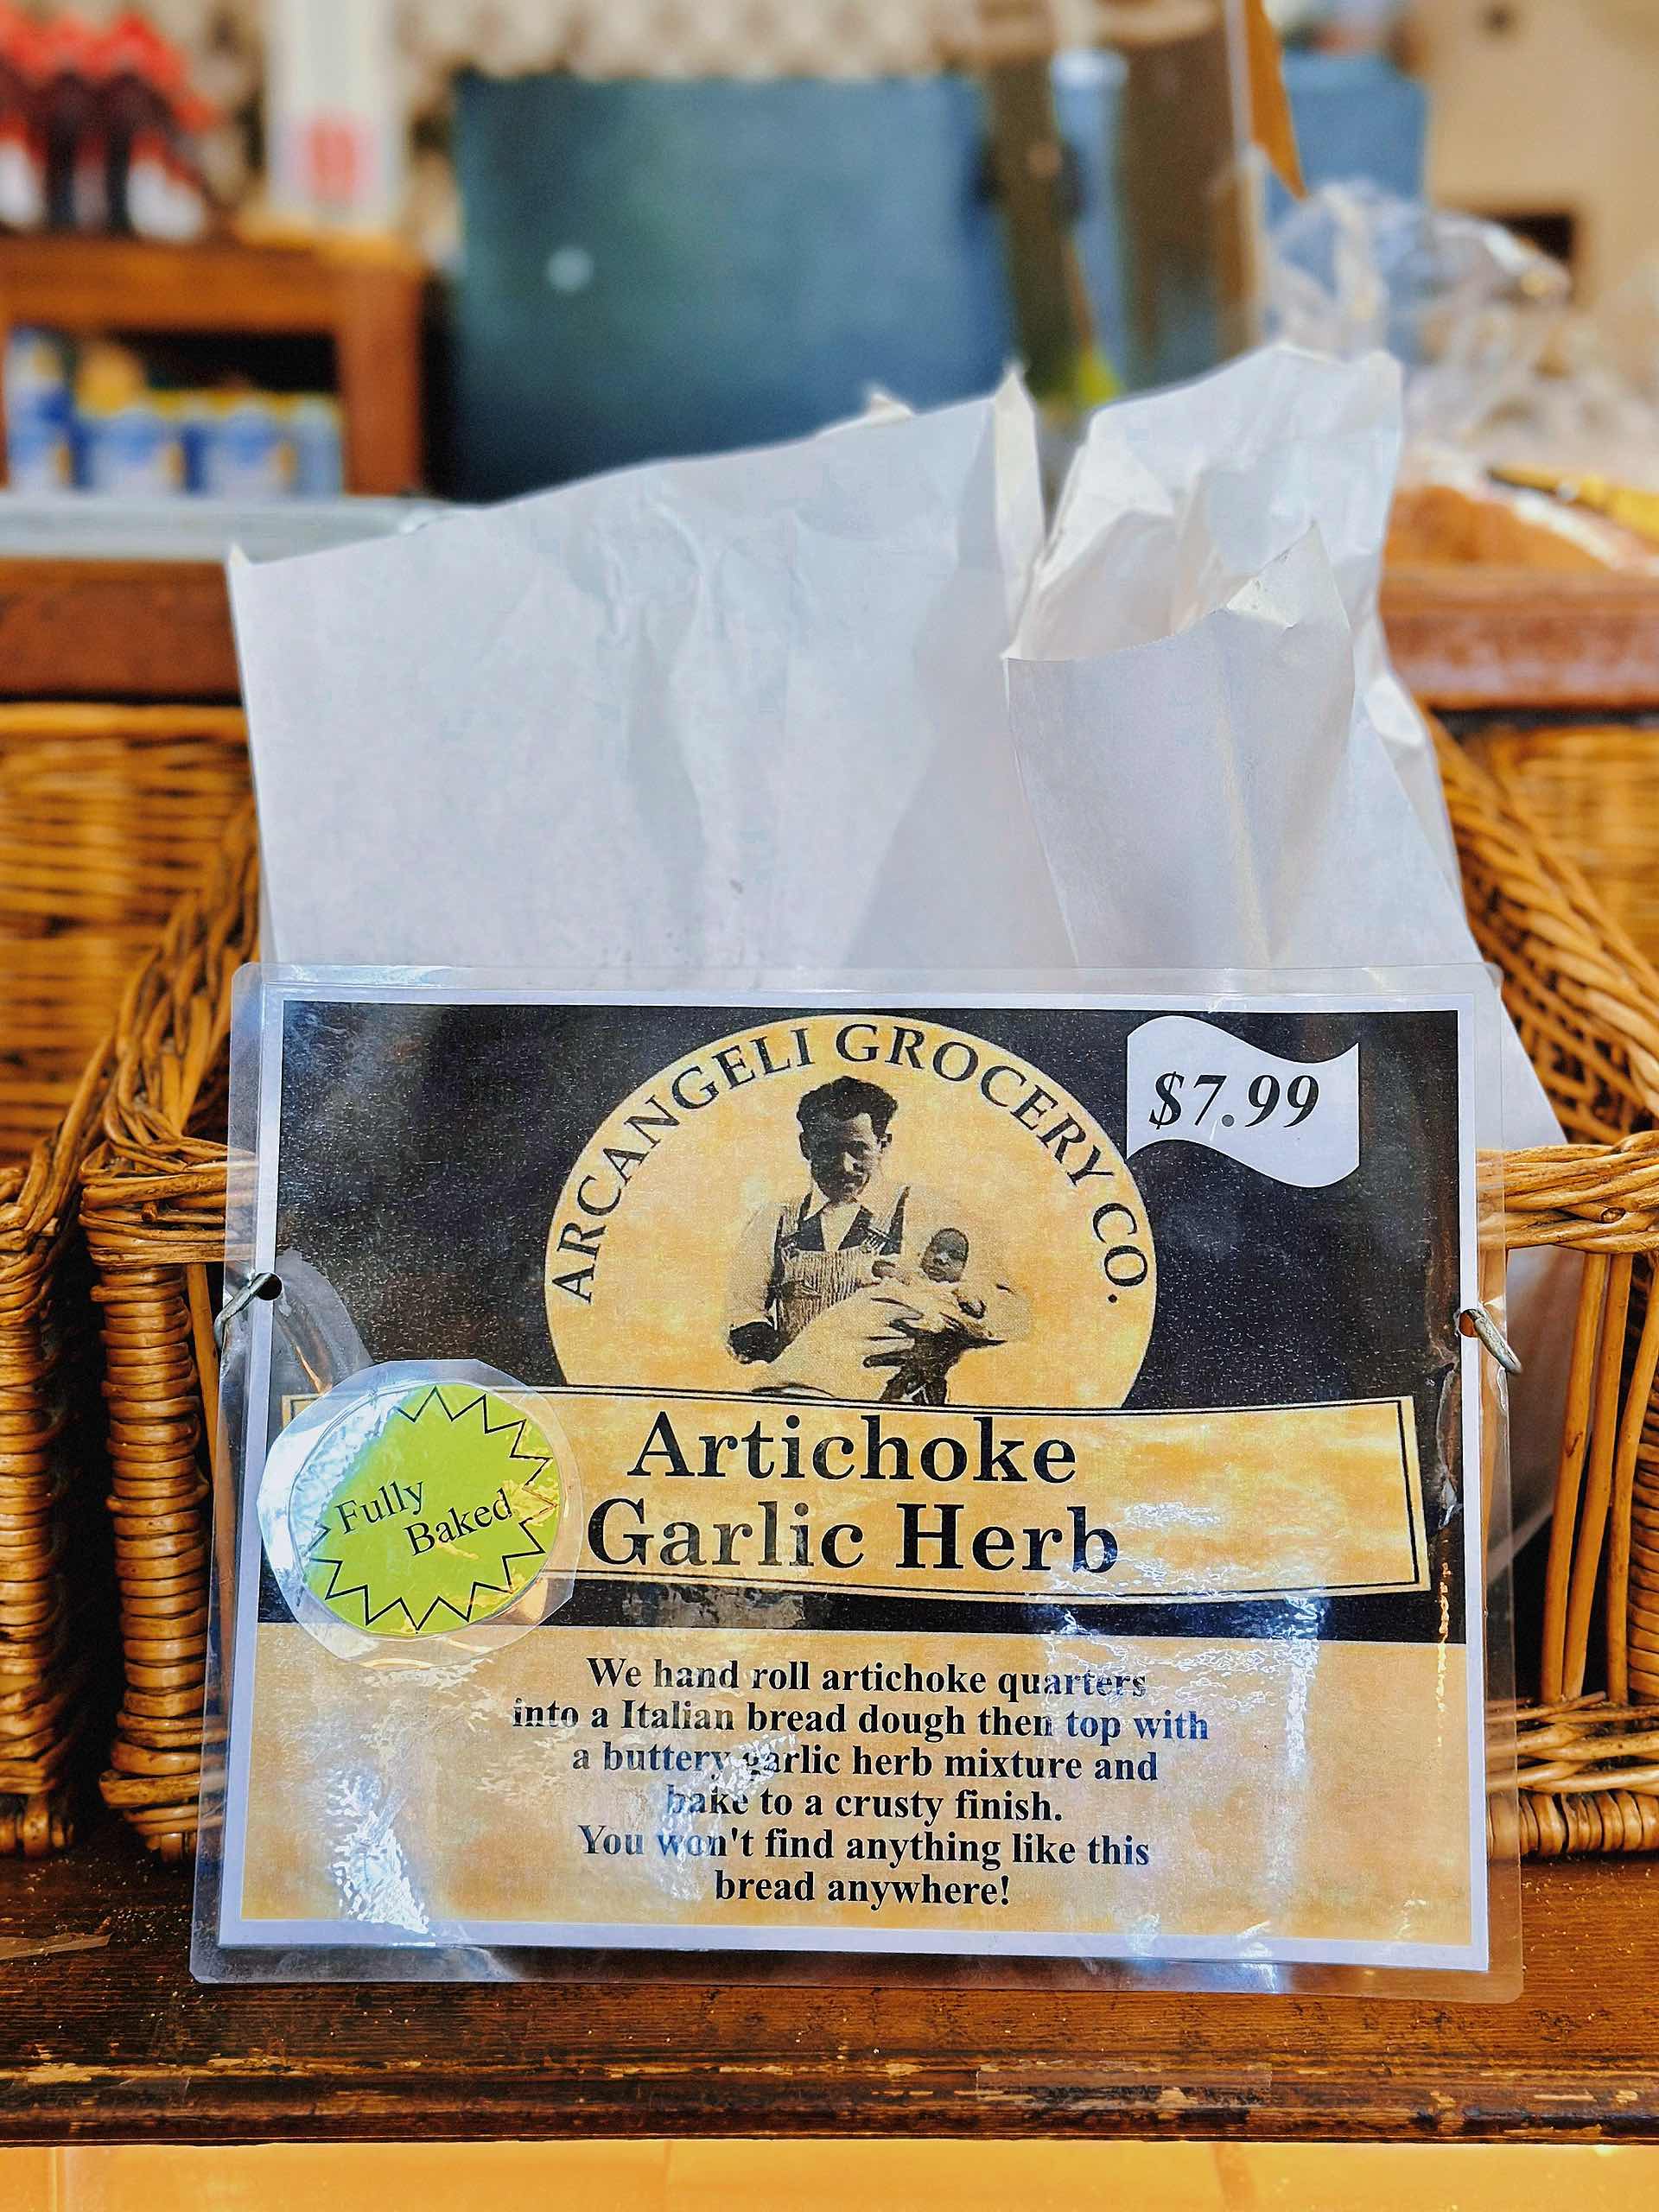 ARCANGELI GROCERY CO.
$7.99
Artichoke
Garlic Herb
Fully
Baked
We hand roll artichoke quarters
into a Italian bread dough then top with
a buttery garlic herb mixture and
bake to a crusty finish.
You won't find anything like this
bread anywhere!